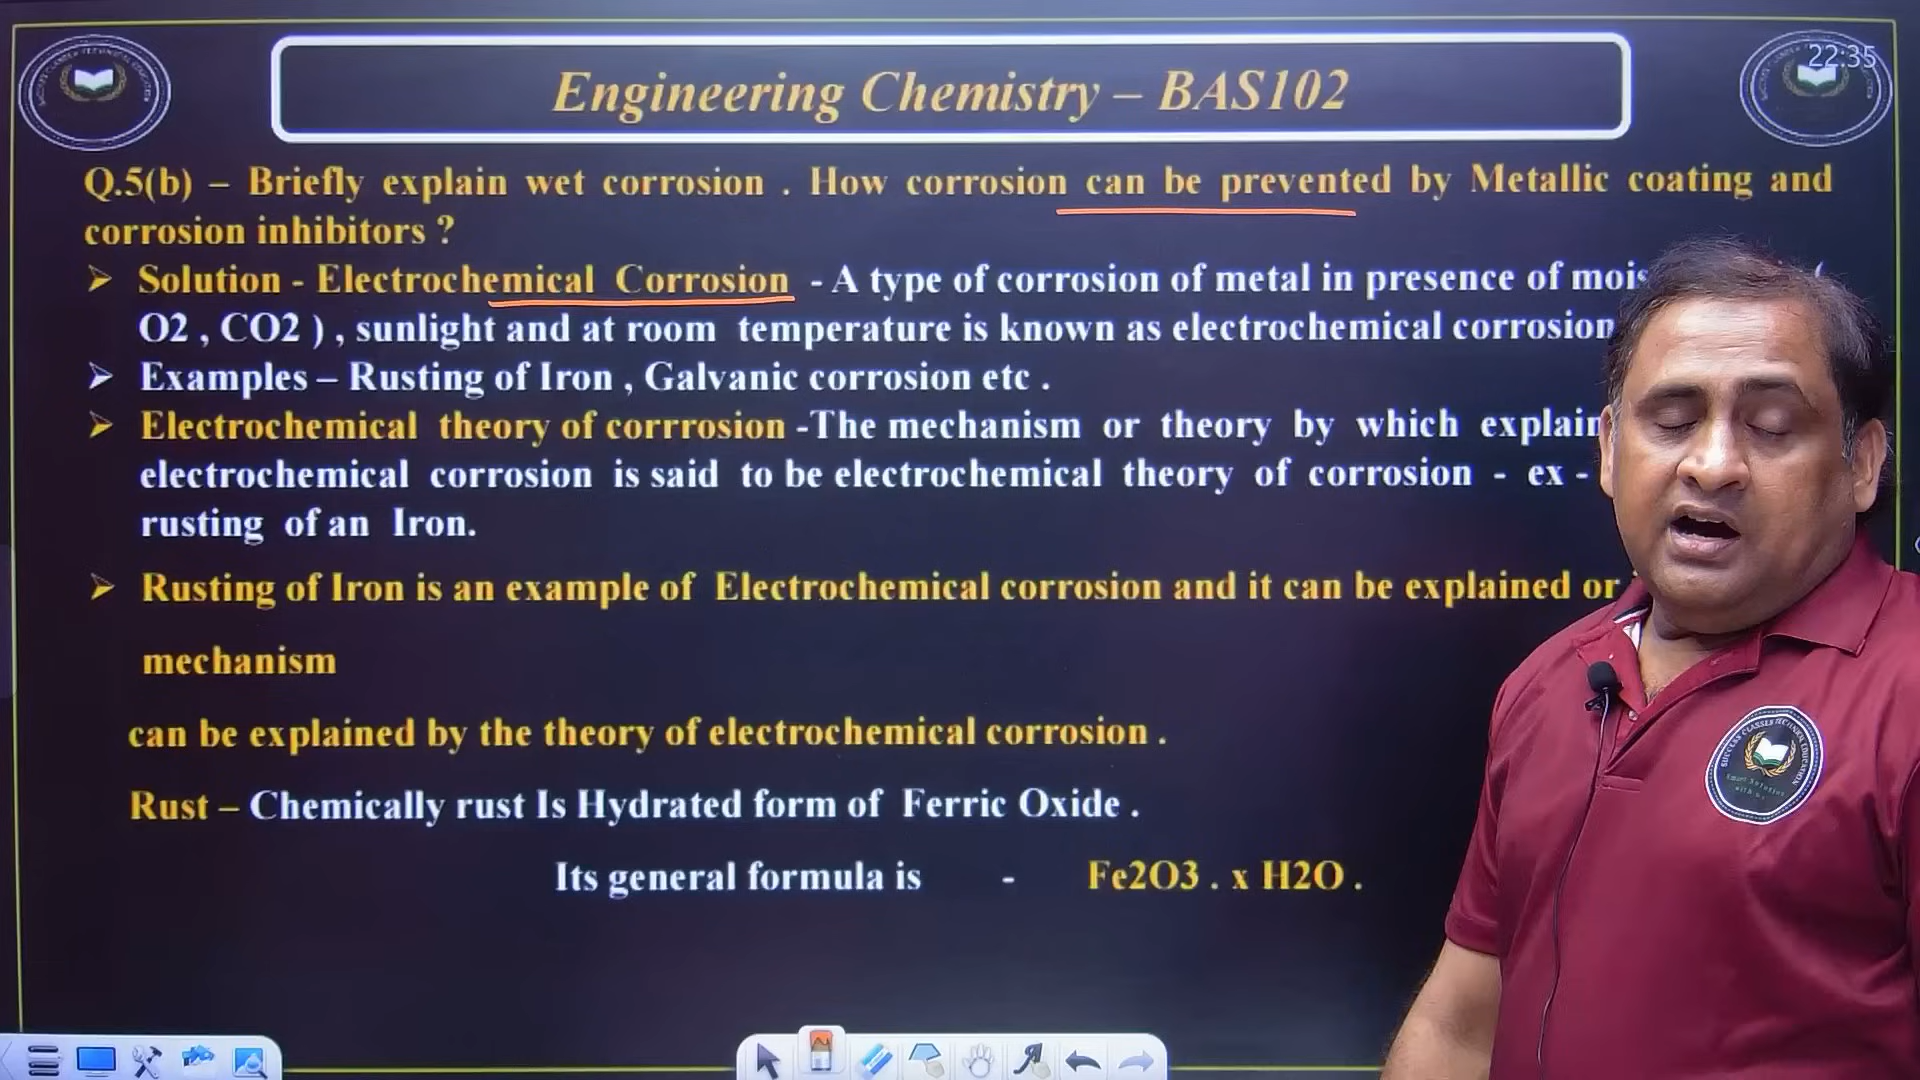 Engineering Chemistry – BAS102
22:35
Q.5(b) – Briefly explain wet corrosion . How corrosion can be prevented by Metallic coating and
corrosion inhibitors ?
➢ Solution - Electrochemical Corrosion - A type of corrosion of metal in presence of (
O2 , CO2 ) , sunlight and at room temperature is known as electrochemical corrosion
➢ Examples – Rusting of Iron , Galvanic corrosion etc .
➢ Electrochemical theory of corrrosion -The mechanism or theory by which explain
electrochemical corrosion is said to be electrochemical theory of corrosion - ex -
rusting of an Iron.
➢ Rusting of Iron is an example of Electrochemical corrosion and it can be explained or
mechanism
can be explained by the theory of electrochemical corrosion .
Rust – Chemically rust Is Hydrated form of Ferric Oxide .
Its general formula is - Fe2O3 . x H2O .
SUCCESS CLASSES TECHNICAL EDUCATION